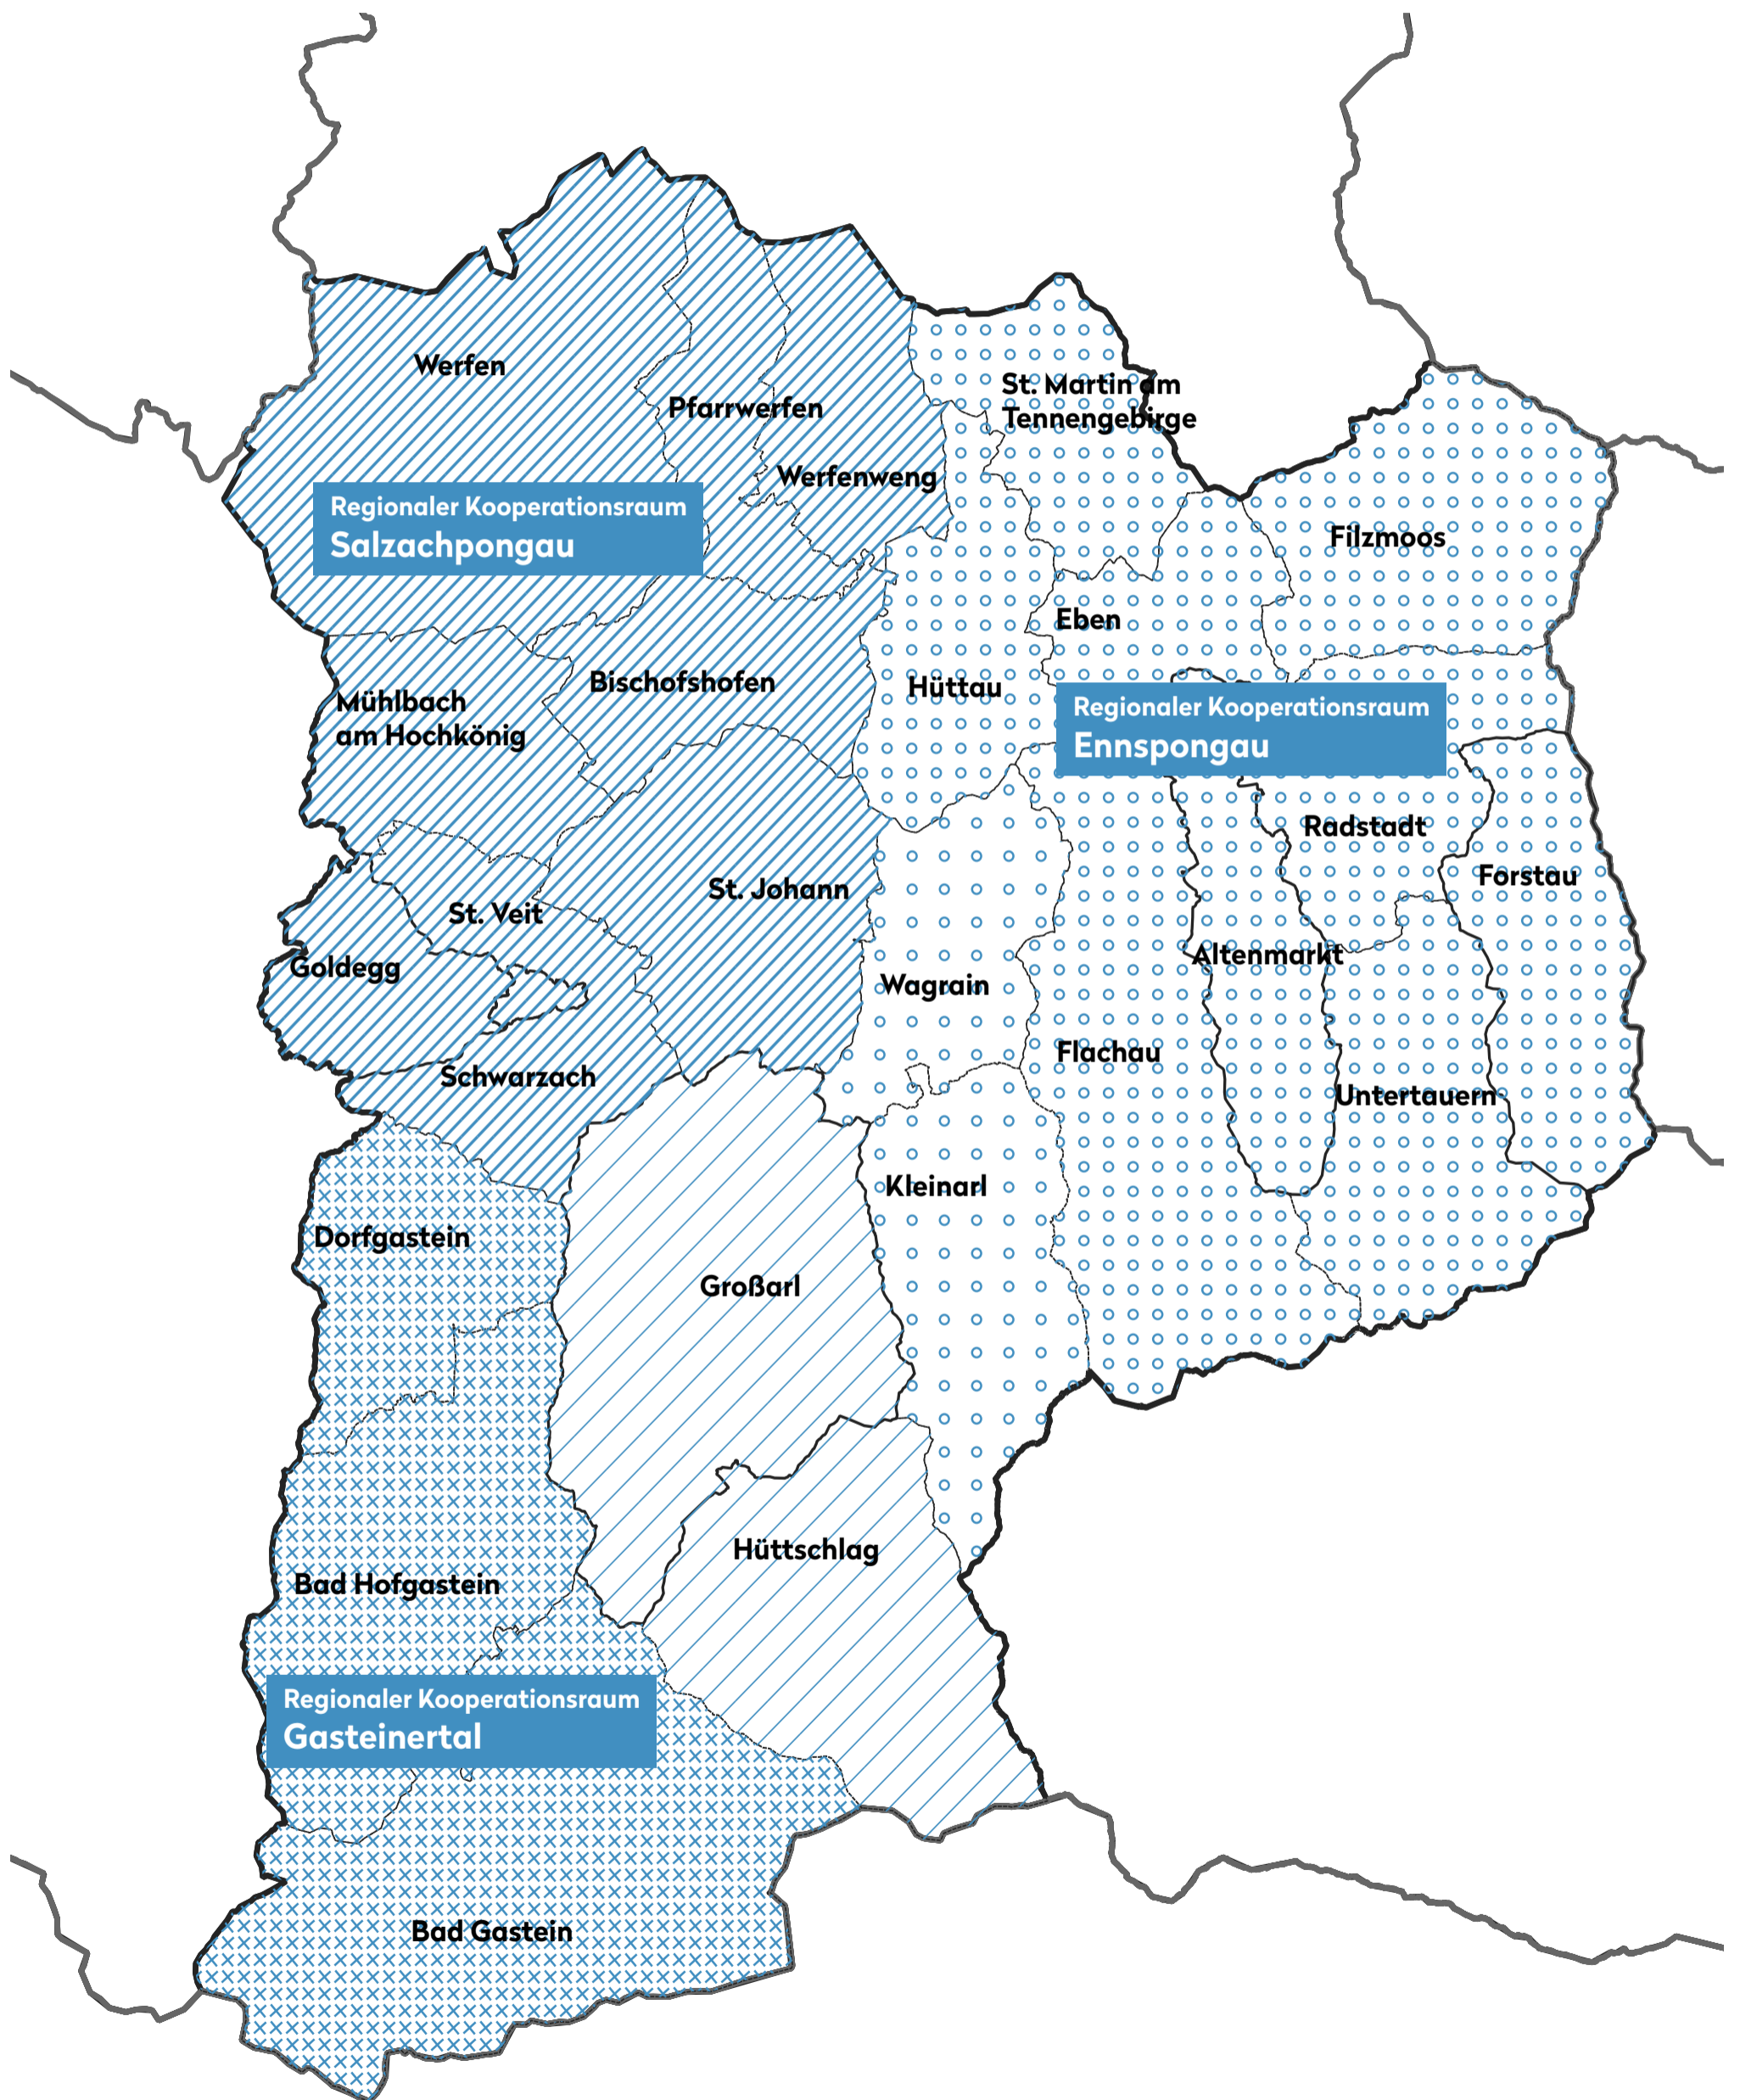 Werfen
St. Martin am
Tennengebirge
Pfarrwerfen
Werfenweng
Regionaler Kooperationsraum
Salzachpongau
Filzmoos
Eben
Bischofshofen
Hüttau
Mühlbach
am Hochkönig
Regionaler Kooperationsraum
Ennspongau
Radstadt
Forstau
St. Johann
St. Veit
Altenmarkt
Goldegg
Wagrain
Flachau
Schwarzach
Untertauern
Kleinarl
Dorfgastein
Großarl
Hüttschlag
Bad Hofgastein
Regionaler Kooperationsraum
Gasteinertal
Bad Gastein